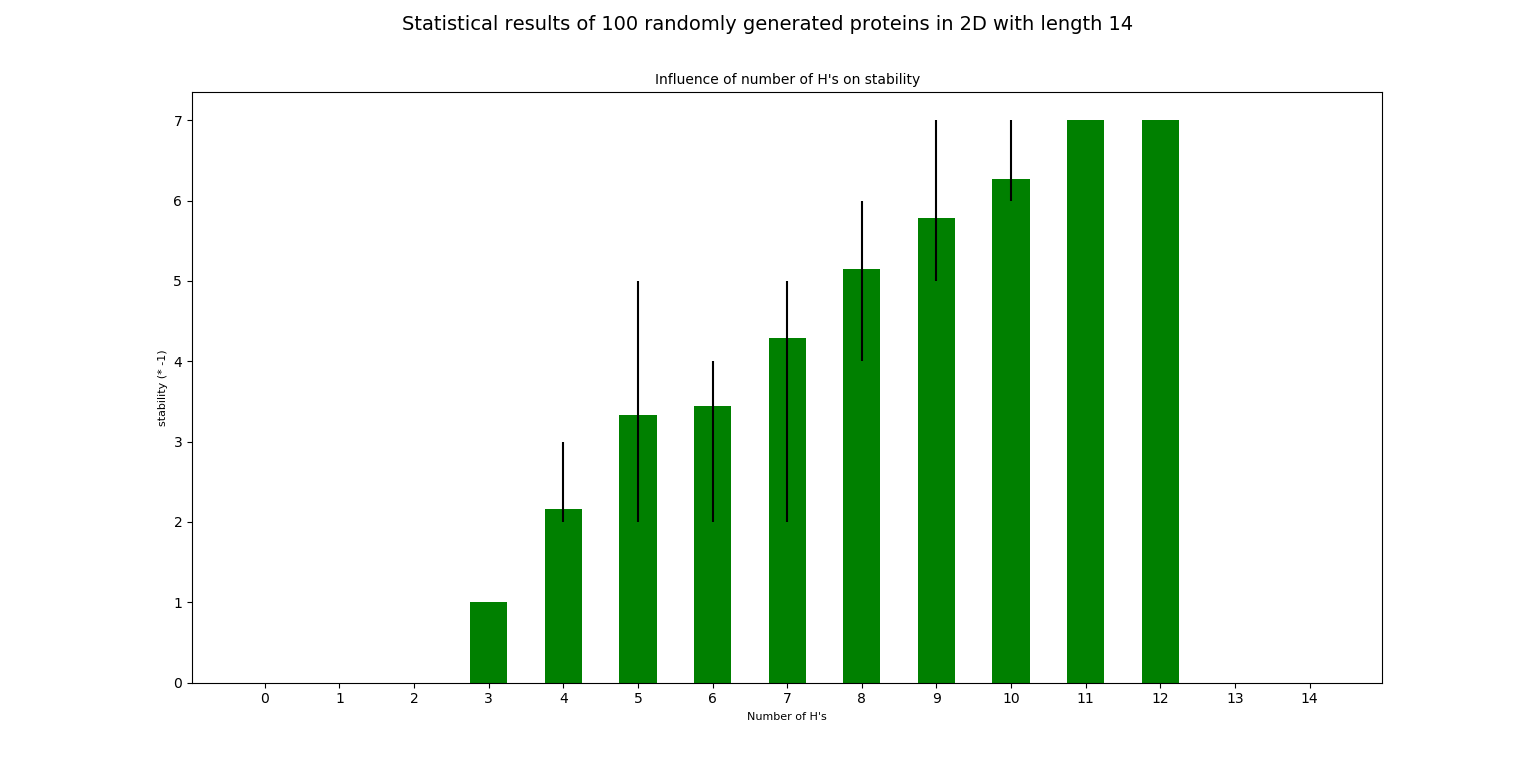 Statistical results of 100 randomly generated proteins in 2D with length 14
Influence of number of H's on stability
7
6
5
4
3
2
1
0
stability (* -1)
0 1 2 3 4 5 6 7 8 9 10 11 12 13 14
Number of H's